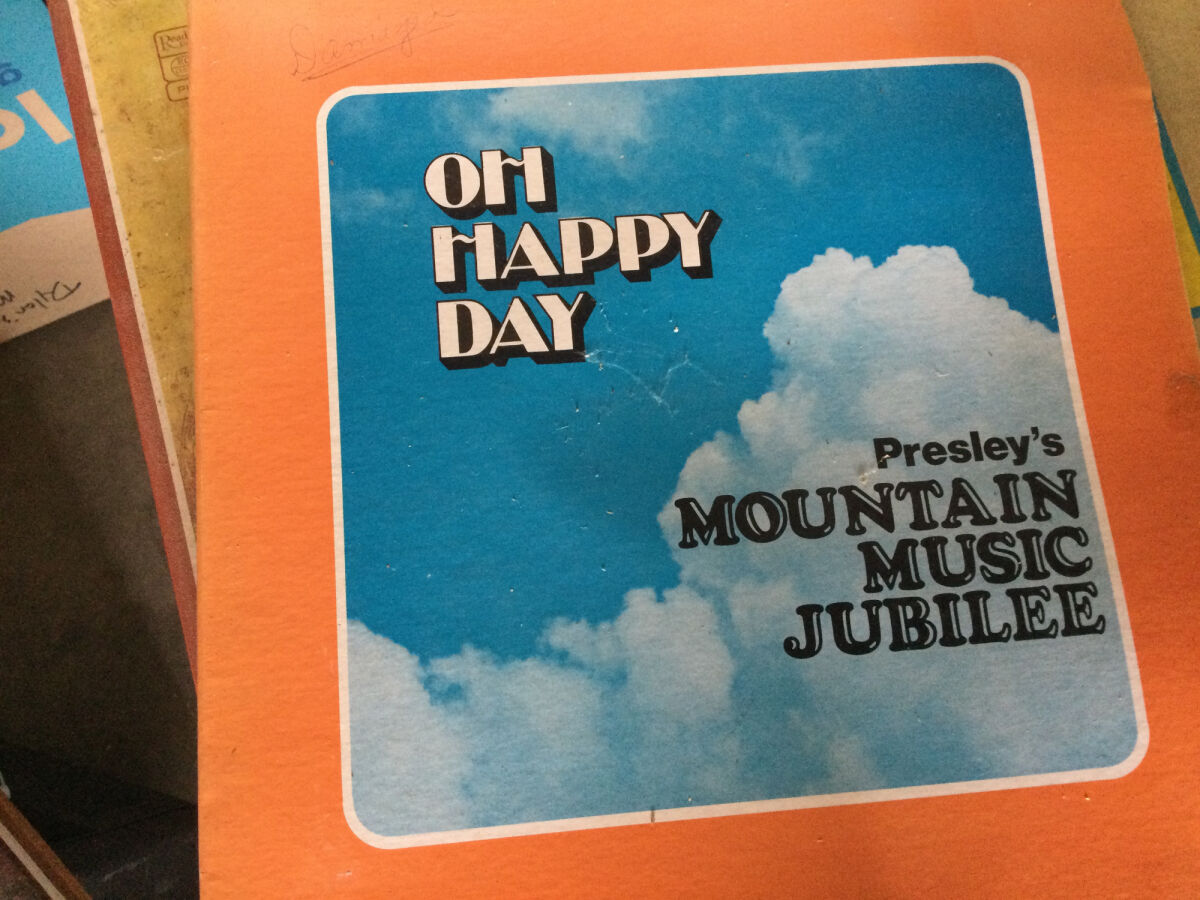 OH
HAPPY
DAY
Presley's
MOUNTAIN
MUSIC
JUBILEE